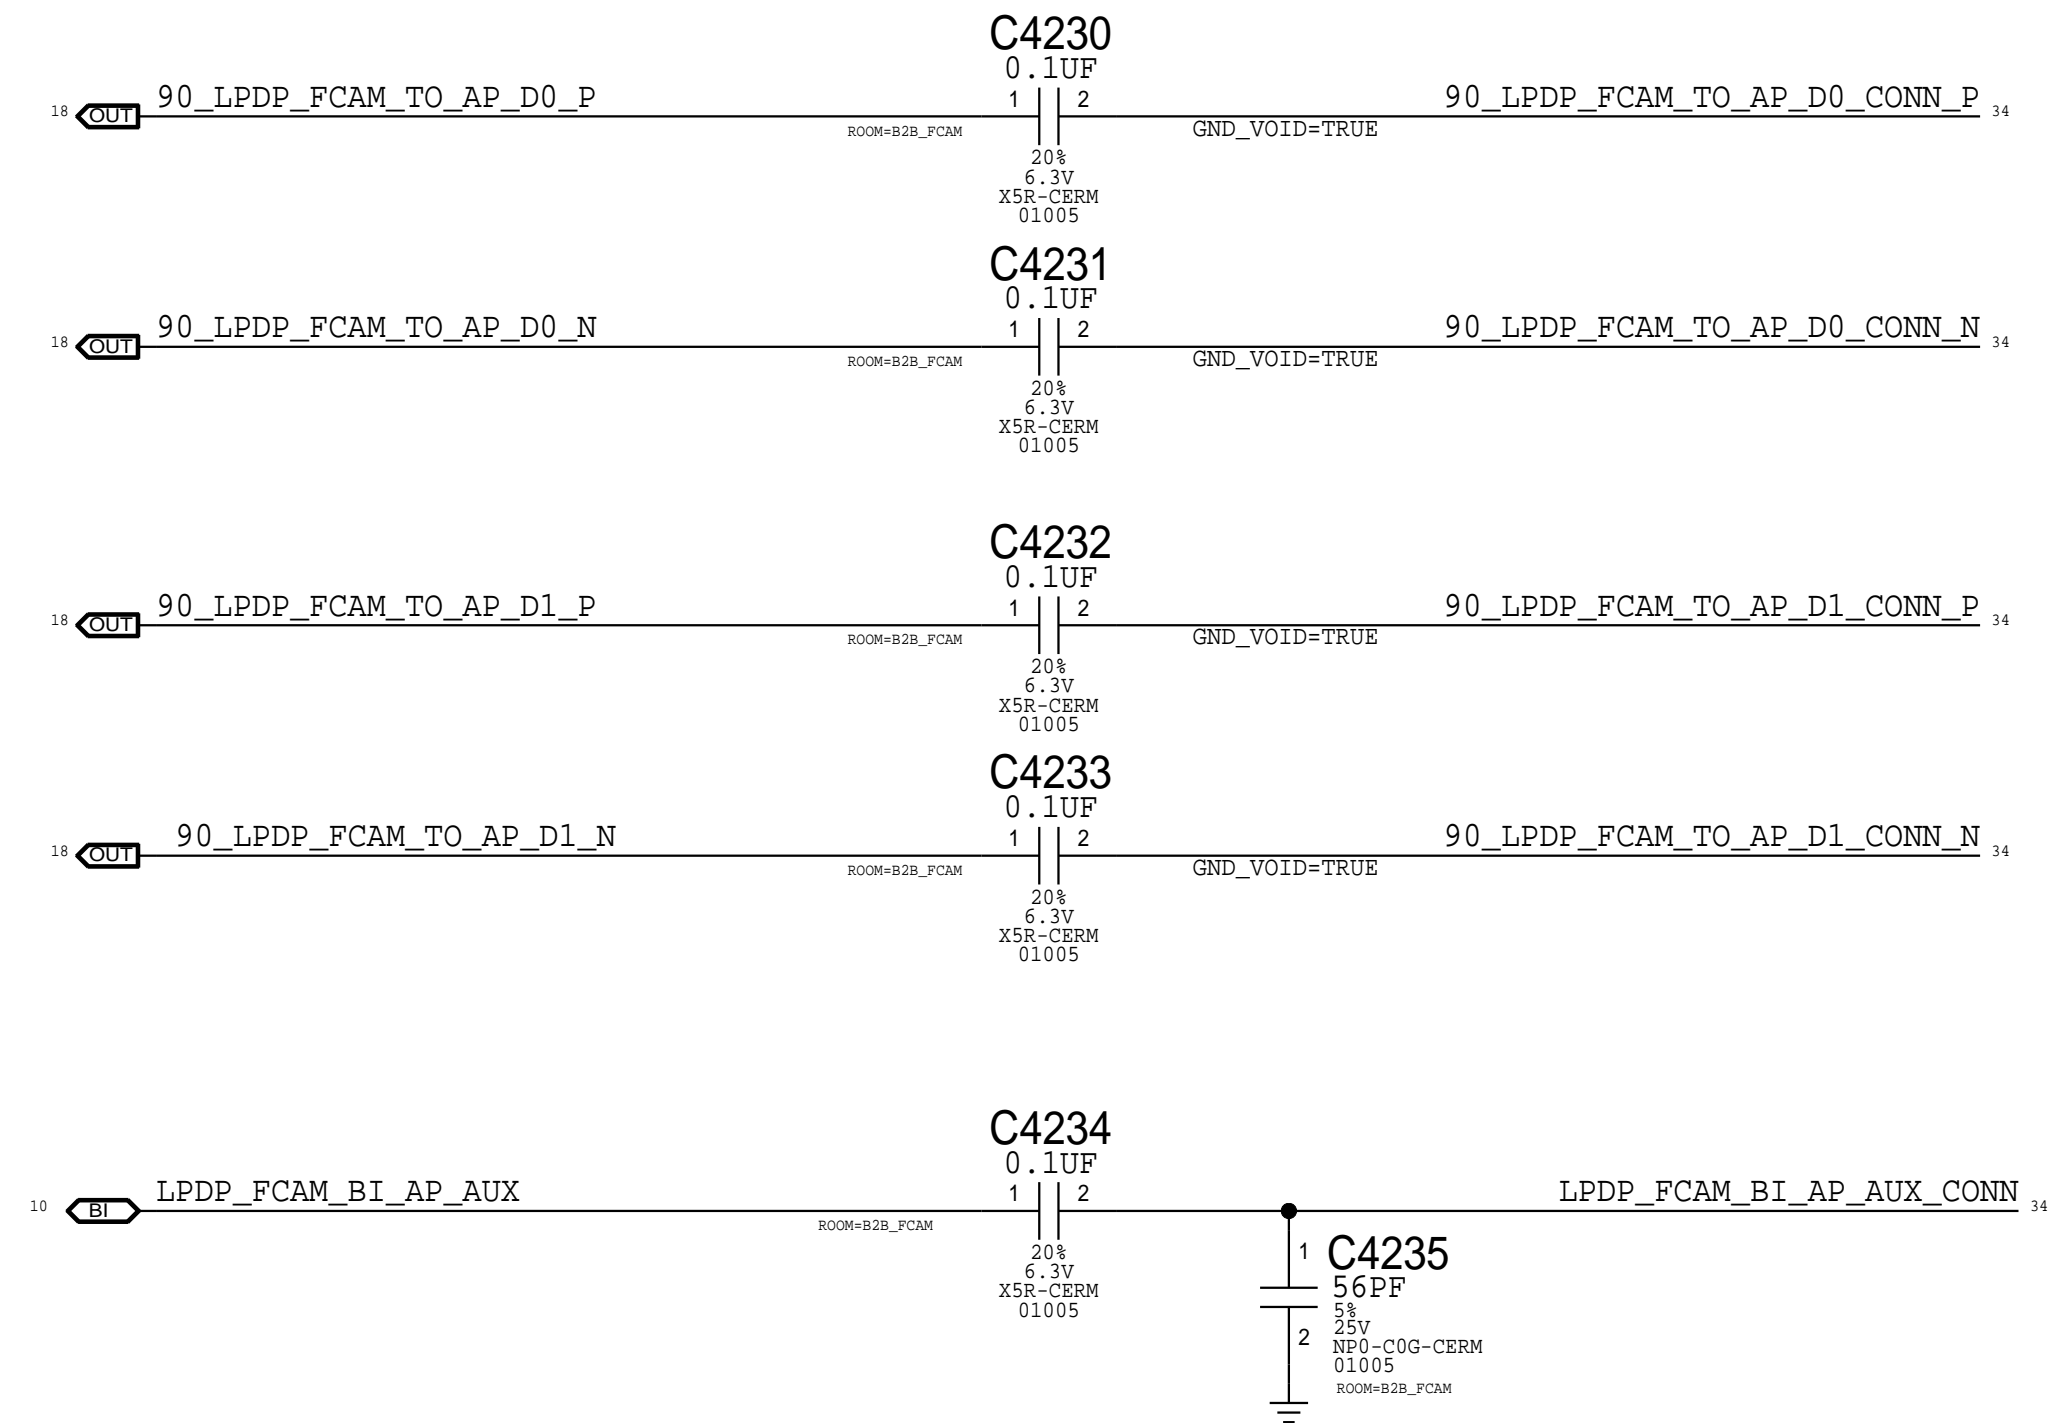 C4230
0.1UF
18 OUT 90_LPDP_FCAM_TO_AP_D0_P 1 2 90_LPDP_FCAM_TO_AP_D0_CONN_P 34
ROOM=B2B_FCAM GND_VOID=TRUE
20%
6.3V
X5R-CERM
01005
C4231
0.1UF
18 OUT 90_LPDP_FCAM_TO_AP_D0_N 1 2 90_LPDP_FCAM_TO_AP_D0_CONN_N 34
ROOM=B2B_FCAM GND_VOID=TRUE
20%
6.3V
X5R-CERM
01005
C4232
0.1UF
18 OUT 90_LPDP_FCAM_TO_AP_D1_P 1 2 90_LPDP_FCAM_TO_AP_D1_CONN_P 34
ROOM=B2B_FCAM GND_VOID=TRUE
20%
6.3V
X5R-CERM
01005
C4233
0.1UF
18 OUT 90_LPDP_FCAM_TO_AP_D1_N 1 2 90_LPDP_FCAM_TO_AP_D1_CONN_N 34
ROOM=B2B_FCAM GND_VOID=TRUE
20%
6.3V
X5R-CERM
01005
C4234
0.1UF
10 BI LPDP_FCAM_BI_AP_AUX 1 2 LPDP_FCAM_BI_AP_AUX_CONN 34
ROOM=B2B_FCAM
20%
6.3V
X5R-CERM
01005
1 C4235
56PF
5%
25V
2 NP0-C0G-CERM
01005
ROOM=B2B_FCAM